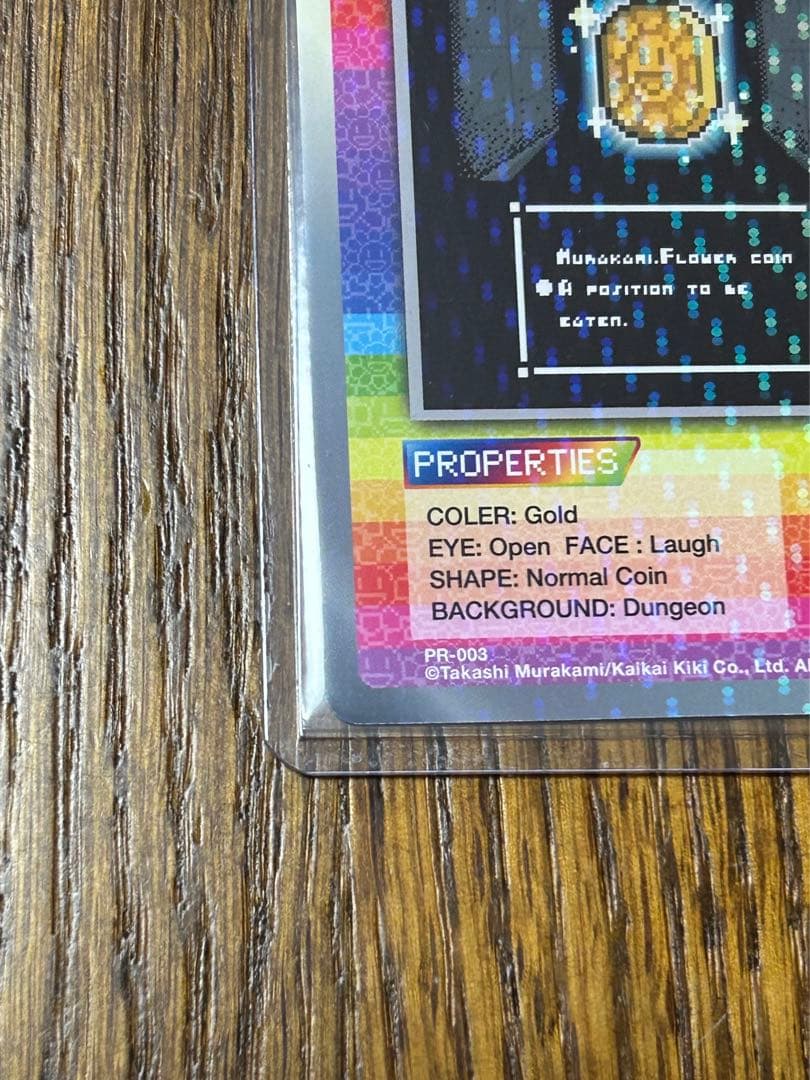 Murakami.Flower coin
●A position to be
eaten.
PROPERTIES
COLER: Gold
EYE: Open FACE : Laugh
SHAPE: Normal Coin
BACKGROUND: Dungeon
PR-003
©Takashi Murakami/Kaikai Kiki Co., Ltd. Al